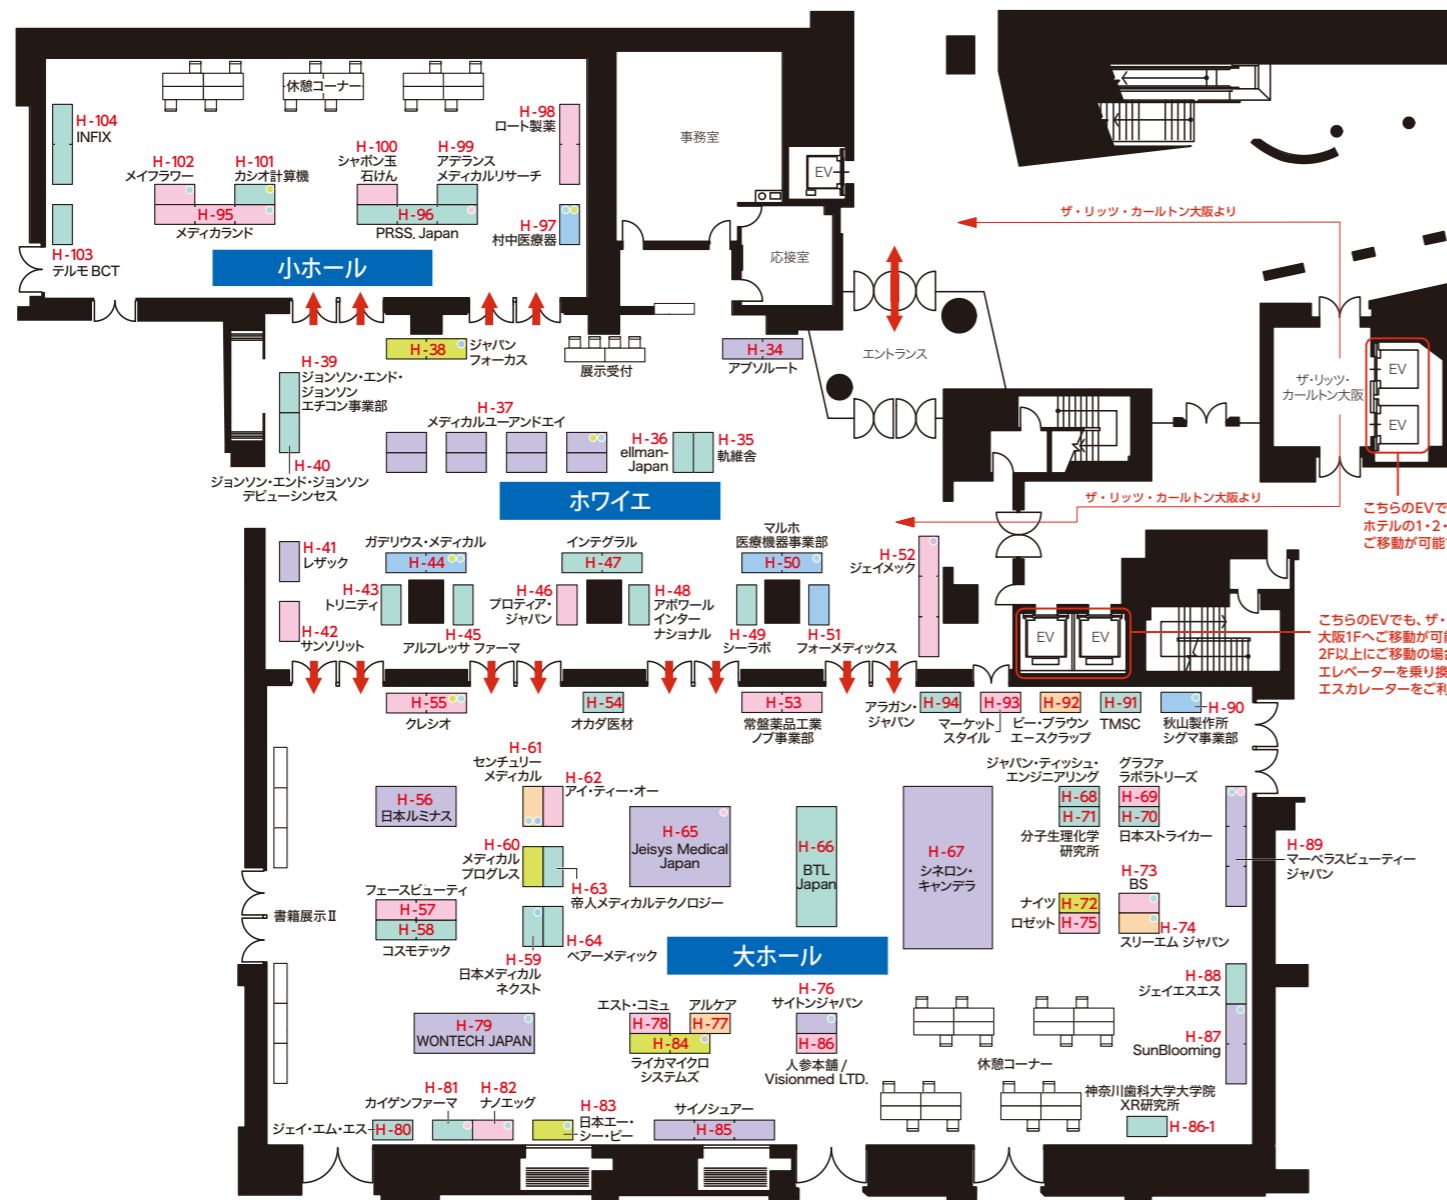 休憩コーナー
H-104
INFIX
H-98
ロート製薬
H-102
メイフラワー
H-101
カシオ計算機
H-100
シャボン玉
石けん
H-99
アデランス
メディカルリサーチ
H-95
メディカランド
H-96
PRSS. Japan
H-97
村中医療器
H-103
テルモ BCT
小ホール
事務室
EV
応接室
ザ・リッツ・カールトン大阪より
エントランス
ザ・リッツ・
カールトン大阪
EV
EV
H-38
ジャパン
フォーカス
展示受付
H-34
アブソルート
H-39
ジョンソン・エンド・
ジョンソン
エチコン事業部
H-37
メディカルユーアンドエイ
H-36
ellman-
Japan
H-35
軌維舎
H-40
ジョンソン・エンド・ジョンソン
デピューシンセス
ホワイエ
ザ・リッツ・カールトン大阪より
こちらのEVで
ホテルの1・2・
ご移動が可能
H-41
レザック
ガデリウス・メディカル
H-44
インテグラル
H-47
マルホ
医療機器事業部
H-50
H-52
ジェイメック
H-43
トリニティ
H-46
プロティア・
ジャパン
H-48
アポワール
インター
ナショナル
H-42
サンソリット
H-45
アルフレッサ ファーマ
H-49
シーラボ
H-51
フォーメディックス
EV
EV
こちらのEVでも、ザ・
大阪1Fへご移動が可能
2F以上にご移動の場合
エレベーターを乗り換
エスカレーターをご利
H-55
クレシオ
H-54
オカダ医材
H-53
常盤薬品工業
ノブ事業部
アラガン・
ジャパン
H-94
H-93
マーケット
スタイル
H-92
ビー・ブラウン
エースクラップ
H-91
TMSC
H-90
秋山製作所
シグマ事業部
H-61
センチュリー
メディカル
H-62
アイ・ティー・オー
H-56
日本ルミナス
H-65
Jeisys Medical
Japan
H-66
BTL
Japan
H-67
シネロン・
キャンデラ
ジャパン・ティッシュ・
エンジニアリング
H-68
H-71
分子生理化学
研究所
グラファ
ラボラトリーズ
H-69
H-70
日本ストライカー
H-89
マーベラスビューティー
ジャパン
H-60
メディカル
プログレス
H-63
帝人メディカルテクノロジー
フェースビューティ
H-57
H-58
コスモテック
書籍展示Ⅱ
H-64
ベアーメディック
H-59
日本メディカル
ネクスト
ナイツ
H-72
ロゼット
H-75
H-73
BS
H-74
スリーエム ジャパン
大ホール
H-88
ジェイエスエス
H-76
サイトンジャパン
H-86
人参本舗 /
Visionmed LTD.
エスト・コミュ
H-78
アルケア
H-77
H-84
ライカマイクロ
システムズ
H-79
WONTECH JAPAN
H-87
SunBlooming
休憩コーナー
神奈川歯科大学大学院
XR研究所
H-86-1
H-81
カイゲンファーマ
H-82
ナノエッグ
H-83
日本エー・
シー・ピー
サイノシュアー
H-85
ジェイ・エム・エス
H-80